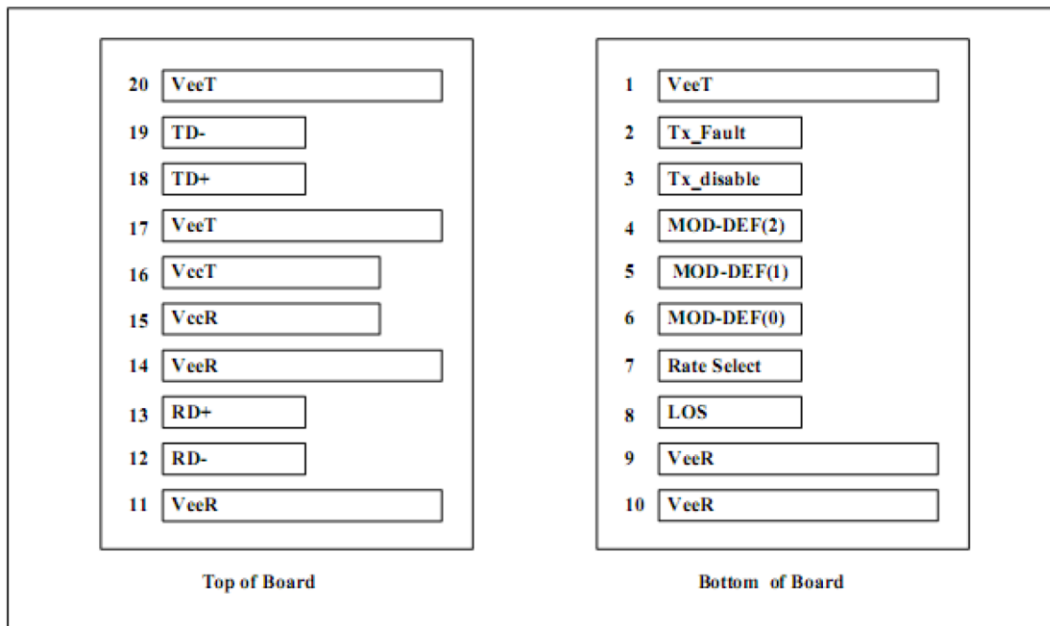 20 VeeT
19 TD-
18 TD+
17 VeeT
16 VccT
15 VccR
14 VeeR
13 RD+
12 RD-
11 VeeR
Top of Board
1 VeeT
2 Tx_Fault
3 Tx_disable
4 MOD-DEF(2)
5 MOD-DEF(1)
6 MOD-DEF(0)
7 Rate Select
8 LOS
9 VeeR
10 VeeR
Bottom of Board